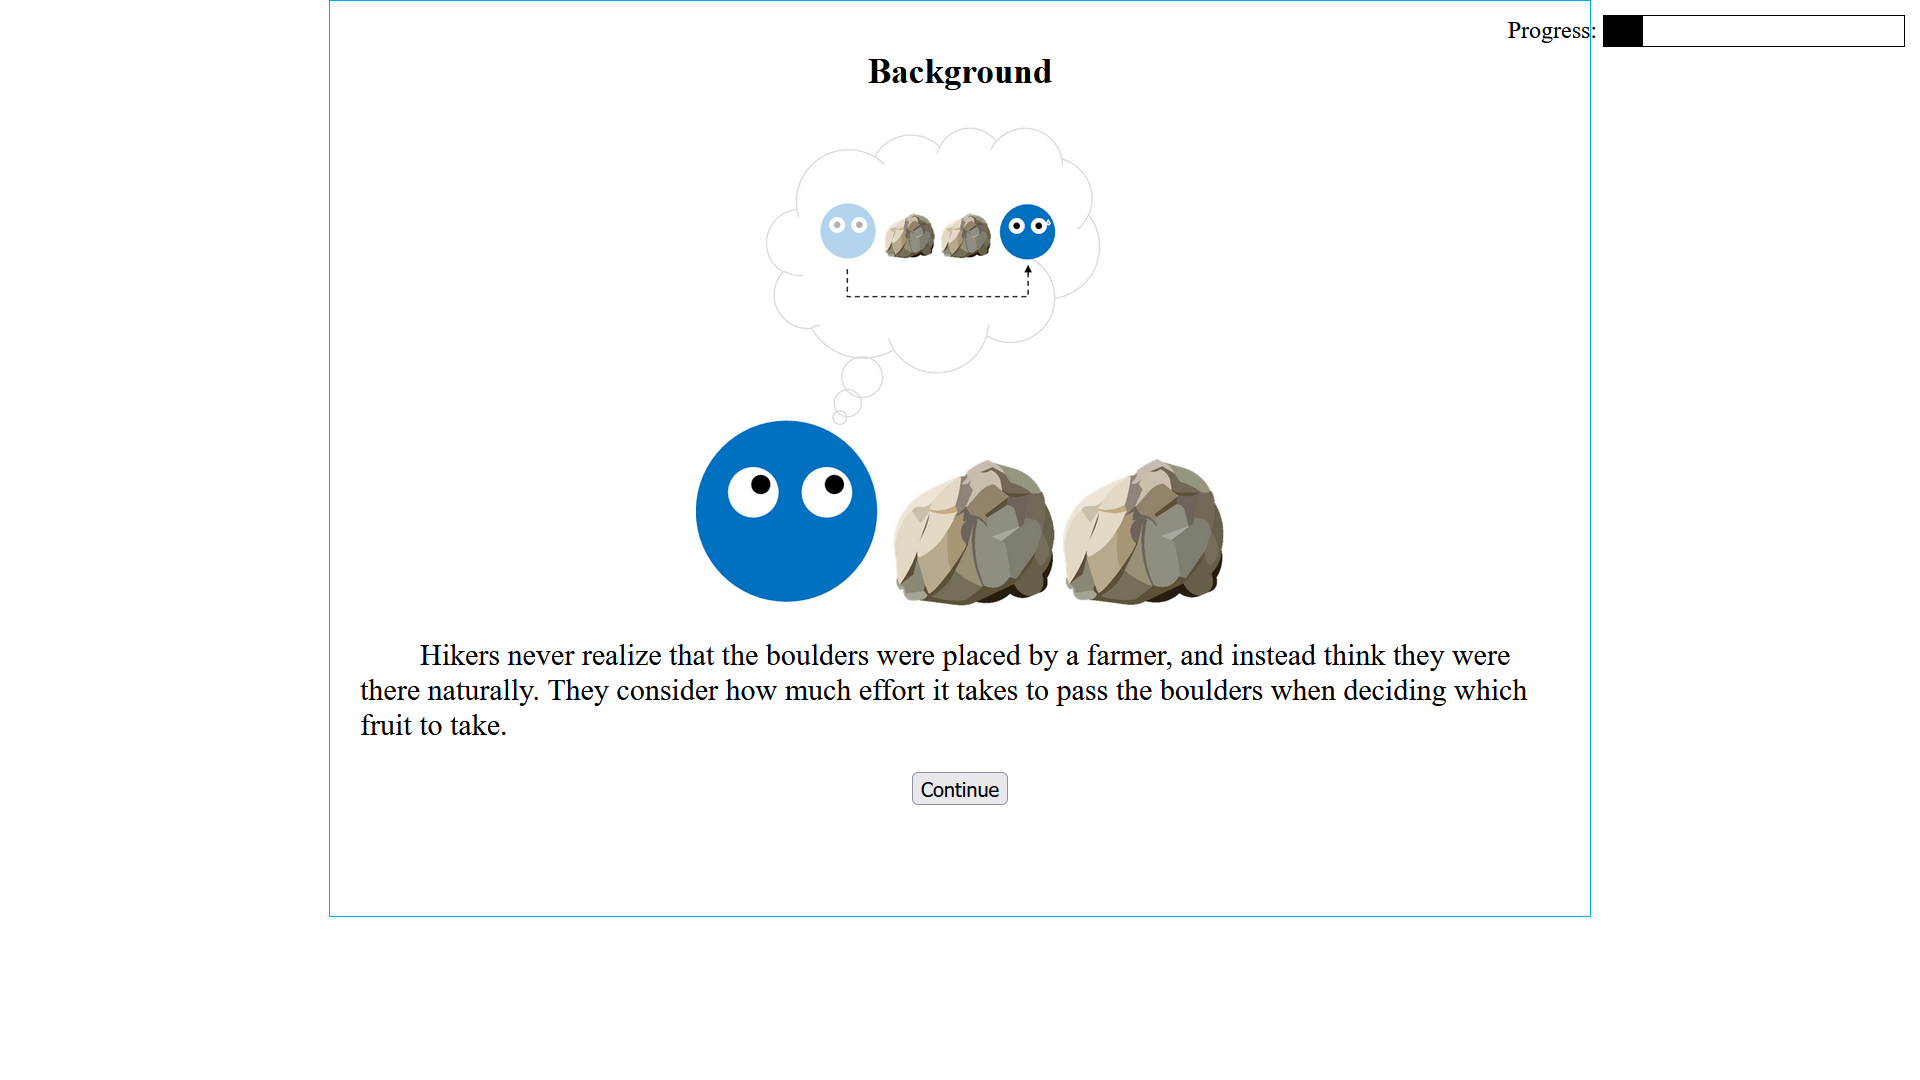 Progress:
Background
Hikers never realize that the boulders were placed by a farmer, and instead think they were
there naturally. They consider how much effort it takes to pass the boulders when deciding which
fruit to take.
Continue